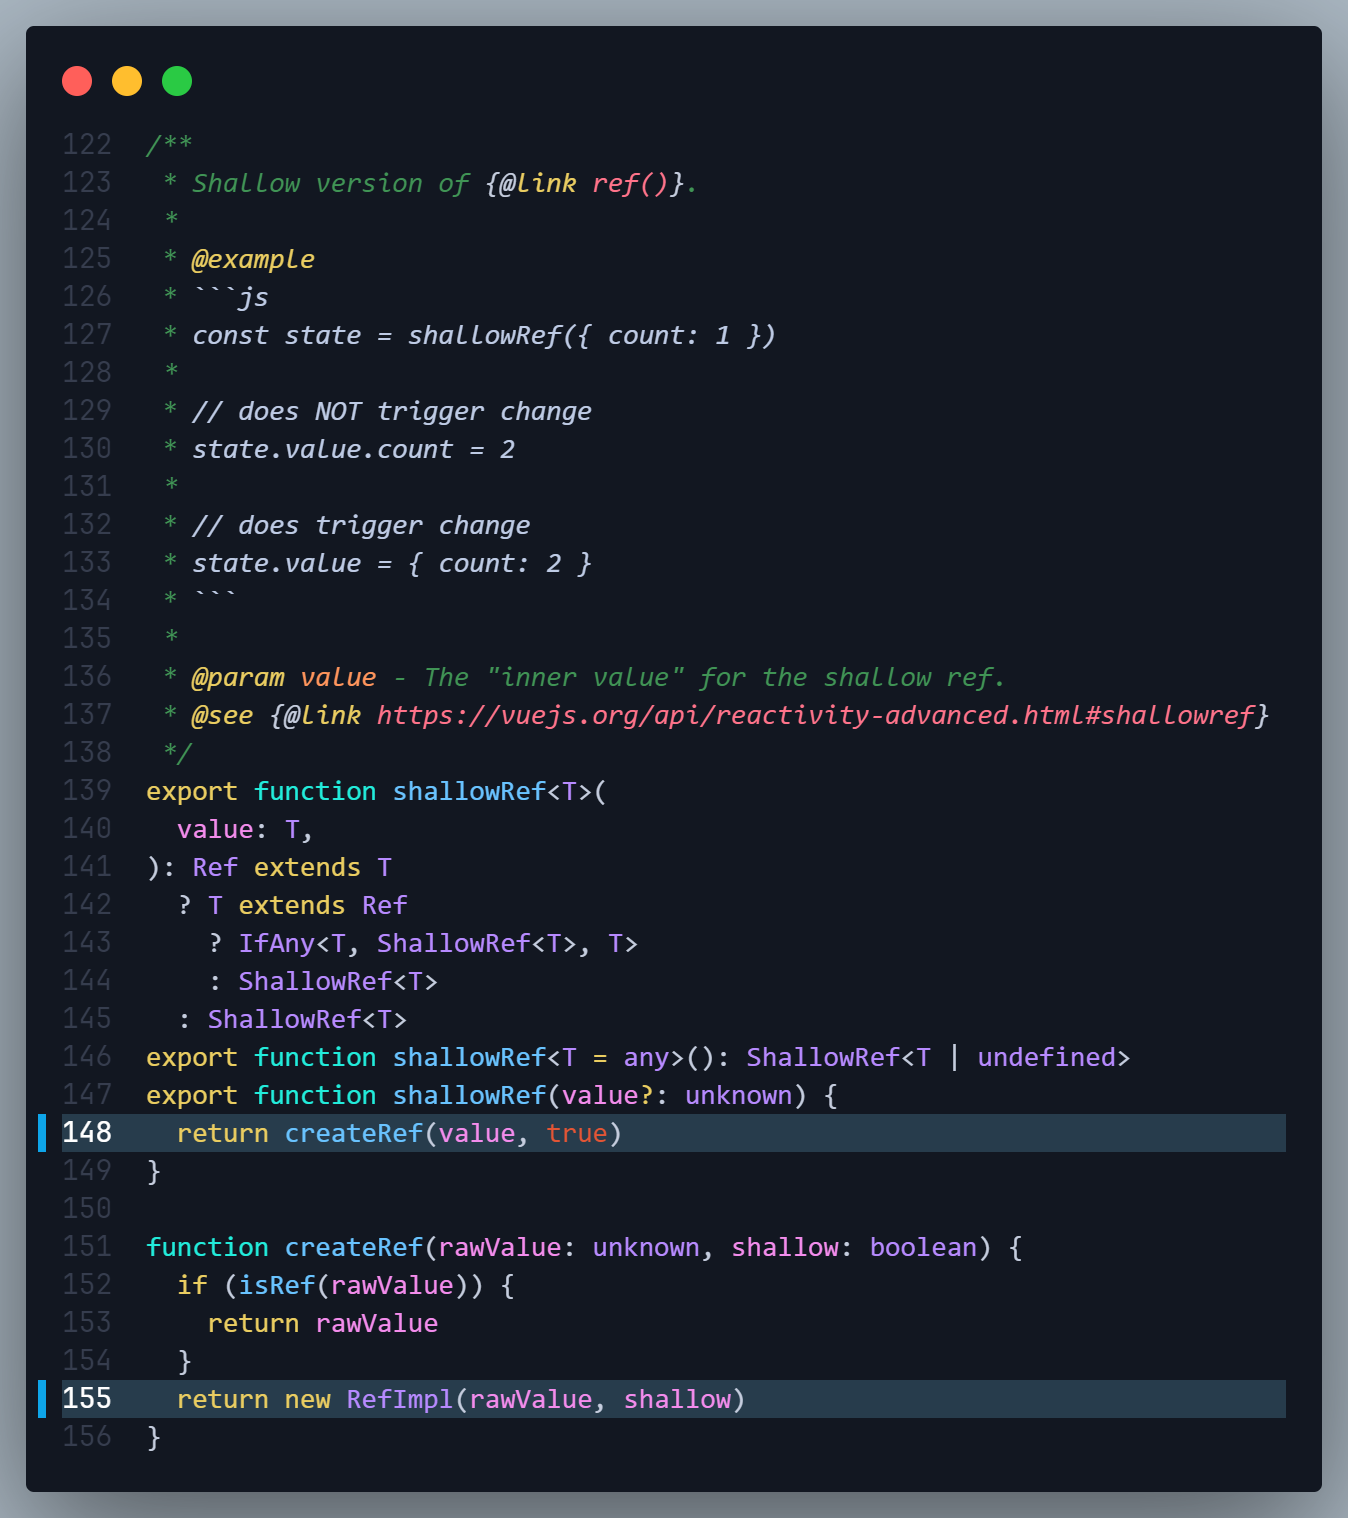 122 /**
123  * Shallow version of {@link ref()}.
124  *
125  * @example
126  * ```js
127  * const state = shallowRef({ count: 1 })
128  *
129  * // does NOT trigger change
130  * state.value.count = 2
131  *
132  * // does trigger change
133  * state.value = { count: 2 }
134  * ```
135  *
136  * @param value - The "inner value" for the shallow ref.
137  * @see {@link https://vuejs.org/api/reactivity-advanced.html#shallowref}
138  */
139 export function shallowRef<T>(
140   value: T,
141 ): Ref extends T
142   ? T extends Ref
143     ? IfAny<T, ShallowRef<T>, T>
144     : ShallowRef<T>
145   : ShallowRef<T>
146 export function shallowRef<T = any>(): ShallowRef<T | undefined>
147 export function shallowRef(value?: unknown) {
148   return createRef(value, true)
149 }
150
151 function createRef(rawValue: unknown, shallow: boolean) {
152   if (isRef(rawValue)) {
153     return rawValue
154   }
155   return new RefImpl(rawValue, shallow)
156 }